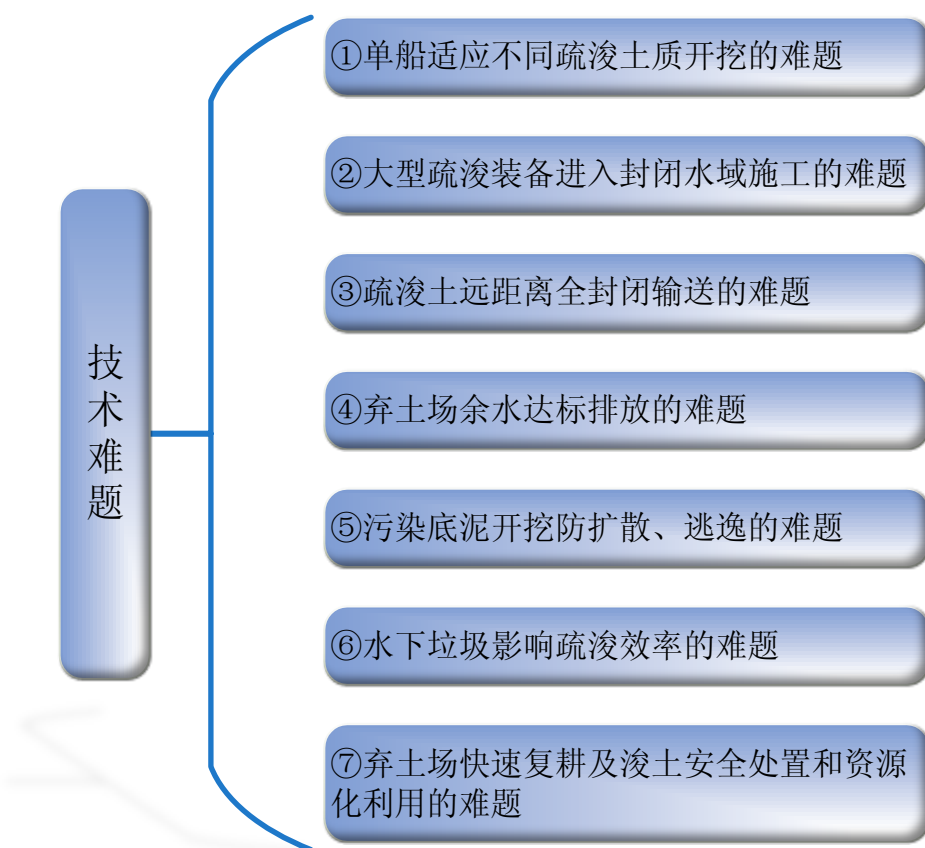 技术难题
①单船适应不同疏浚土质开挖的难题
②大型疏浚装备进入封闭水域施工的难题
③疏浚土远距离全封闭输送的难题
④弃土场余水达标排放的难题
⑤污染底泥开挖防扩散、逃逸的难题
⑥水下垃圾影响疏浚效率的难题
⑦弃土场快速复耕及浚土安全处置和资源
化利用的难题